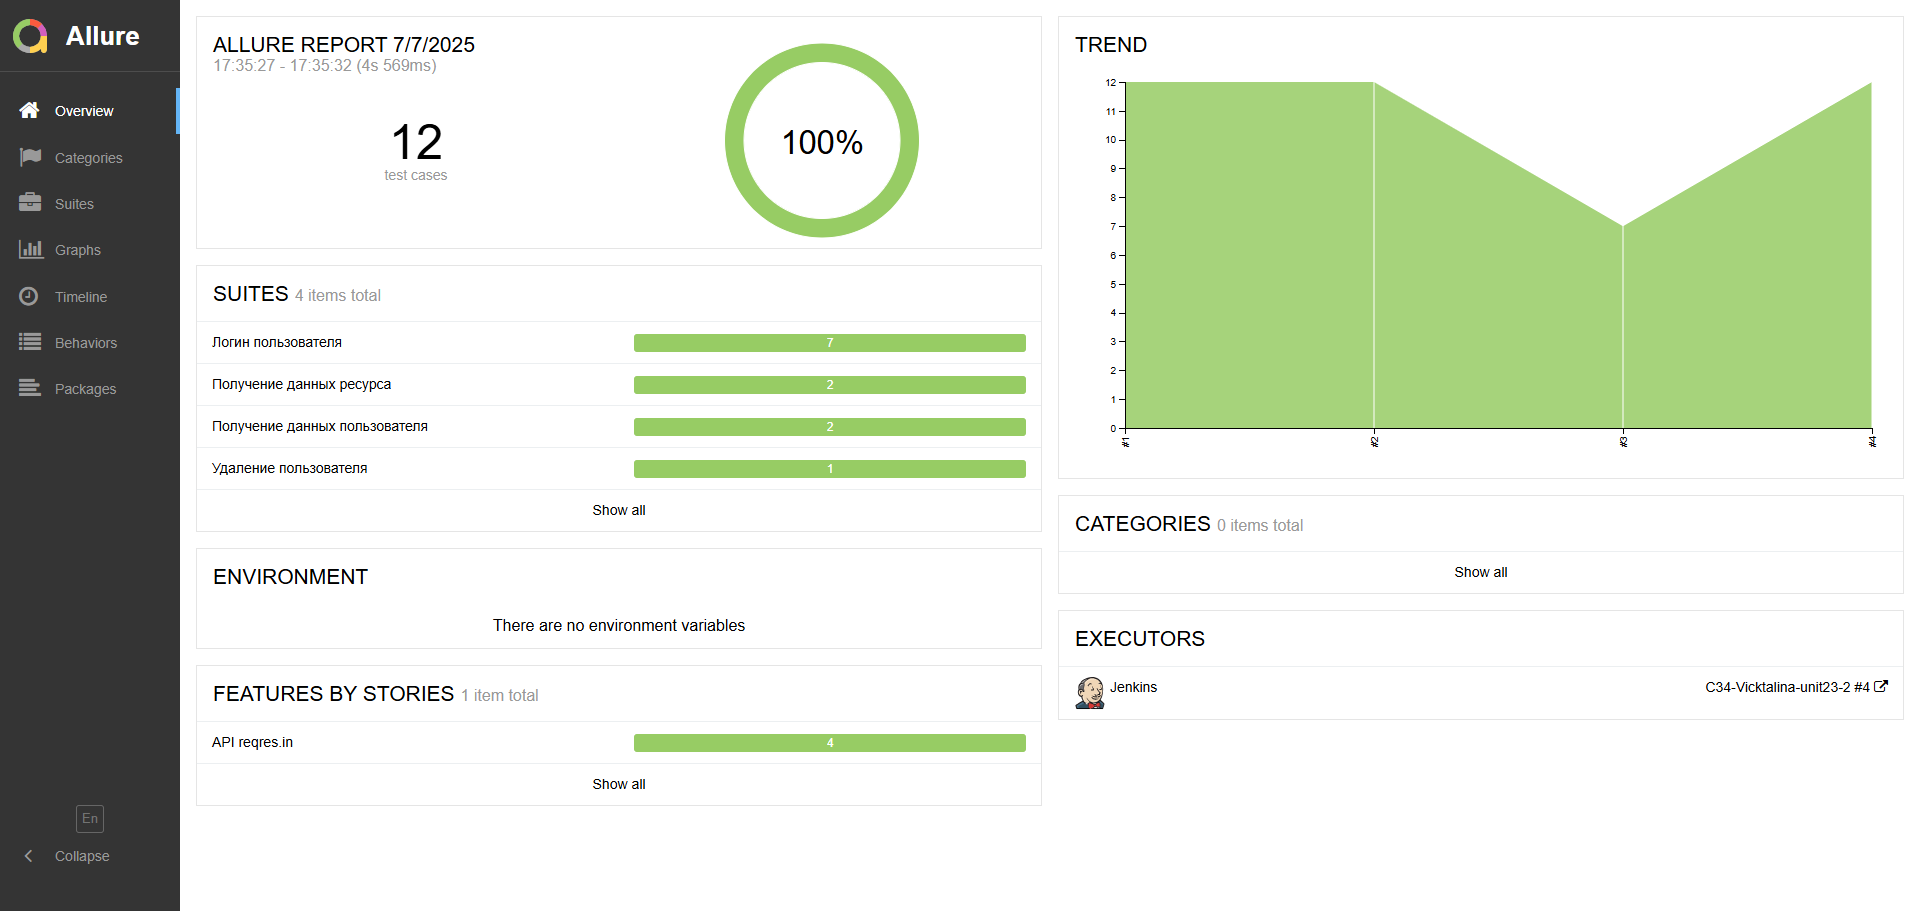 Allure
Overview
Categories
Suites
Graphs
Timeline
Behaviors
Packages
En
Collapse
ALLURE REPORT 7/7/2025
17:35:27 - 17:35:32 (4s 569ms)
12
test cases
100%
SUITES 4 items total
Логин пользователя 7
Получение данных ресурса 2
Получение данных пользователя 2
Удаление пользователя 1
Show all
ENVIRONMENT
There are no environment variables
FEATURES BY STORIES 1 item total
API reqres.in 4
Show all
TREND
12
11
10
9
8
7
6
5
4
3
2
1
0
#1 #2 #3 #4
CATEGORIES 0 items total
Show all
EXECUTORS
Jenkins C34-Vicktalina-unit23-2 #4